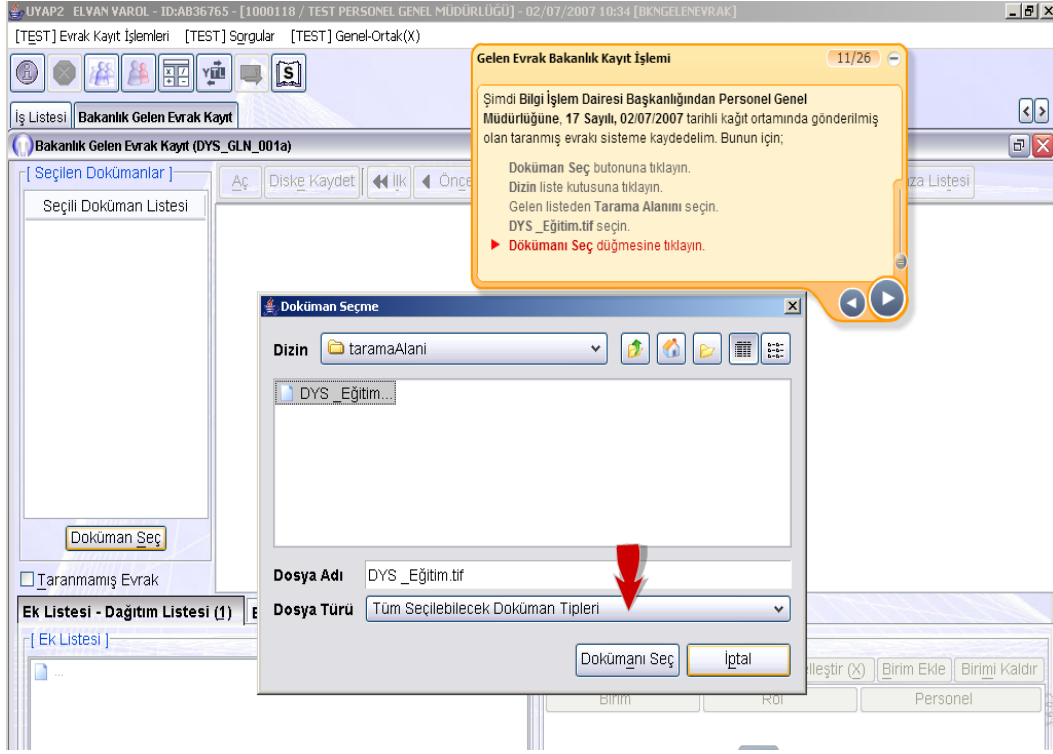 UYAP2 ELVAN VAROL - ID:AB36765 - [1000118 / TEST PERSONEL GENEL MÜDÜRLÜĞÜ] - 02/07/2007 10:34 [BKNGELENEVRAK]
[TEST] Evrak Kayıt İşlemleri [TEST] Sorgular [TEST] Genel-Ortak(X)
İş Listesi Bakanlık Gelen Evrak Kayıt
Bakanlık Gelen Evrak Kayıt (DYS_GLN_001a)
Gelen Evrak Bakanlık Kayıt İşlemi 11/26
Şimdi Bilgi İşlem Dairesi Başkanlığından Personel Genel
Müdürlüğüne, 17 Sayılı, 02/07/2007 tarihli kağıt ortamında gönderilmiş
olan taranmış evrakı sisteme kaydedelim. Bunun için;
Doküman Seç butonuna tıklayın.
Dizin liste kutusuna tıklayın.
Gelen listeden Tarama Alanını seçin.
DYS _Eğitim.tif seçin.
Dökümanı Seç düğmesine tıklayın.
[ Seçilen Dokümanlar ]
Seçili Doküman Listesi
Aç Diske Kaydet İlk Önce
za Listesi
Doküman Seç
Taranmamış Evrak
Doküman Seçme
Dizin taramaAlani
DYS _Eğitim...
Dosya Adı DYS _Eğitim.tif
Dosya Türü Tüm Seçilebilecek Doküman Tipleri
Dokümanı Seç İptal
Ek Listesi - Dağıtım Listesi (1)
[ Ek Listesi ]
...
lleştir (X) Birim Ekle Birimi Kaldır
Birim Rol Personel